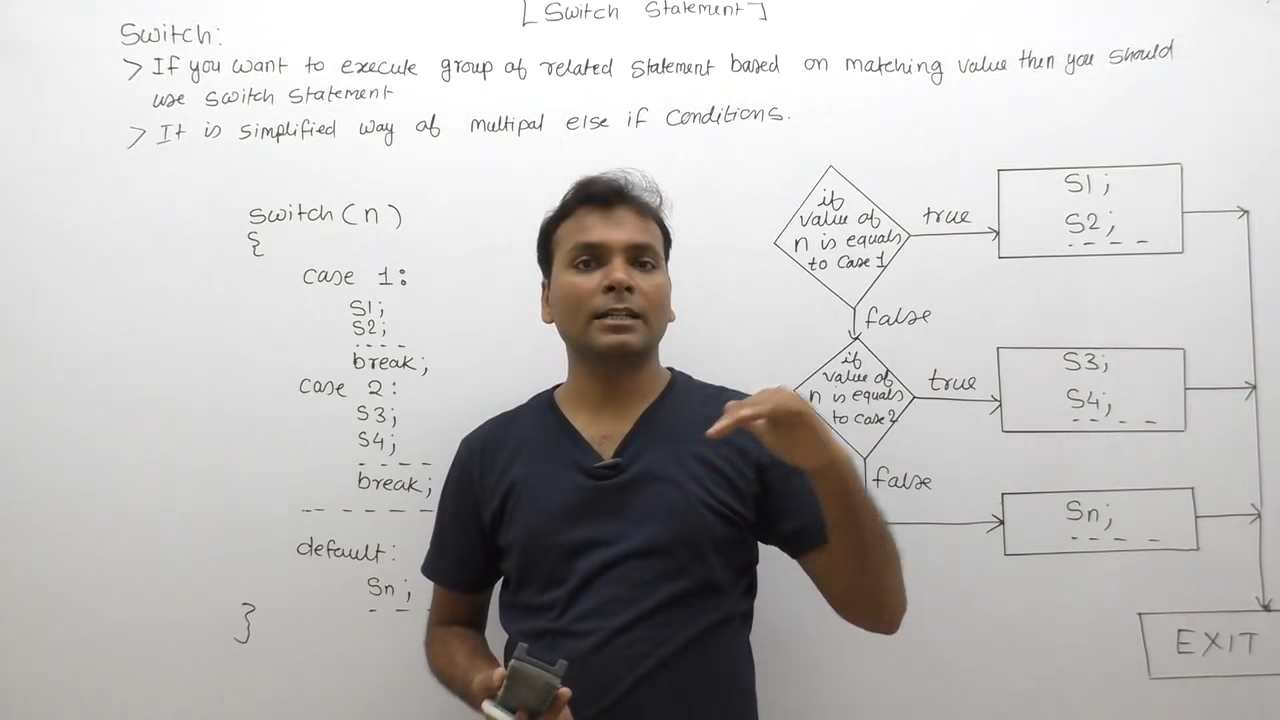 [Switch Statement]
Switch:
> If you want to execute group of related statement based on matching value then you should
use switch statement
> It is simplified way of multipal else if conditions.
switch(n)
{
case 1:
S1;
S2;
- - - -
break;
case 2:
S3;
S4;
- - - - -
break;
- - - - - - -
default:
Sn;
- - -
}
if
value of
n is equals
to case 1
true
S1;
S2;
- - - -
false
if
value of
n is equals
to case 2
true
S3;
S4;
- - - -
false
Sn;
- - - -
EXIT